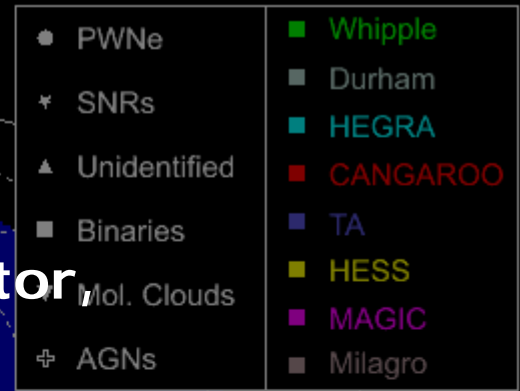 PWNe
SNRs
Unidentified
Binaries
tor,
Mol. Clouds
AGNs
Whipple
Durham
HEGRA
CANGAROO
TA
HESS
MAGIC
Milagro